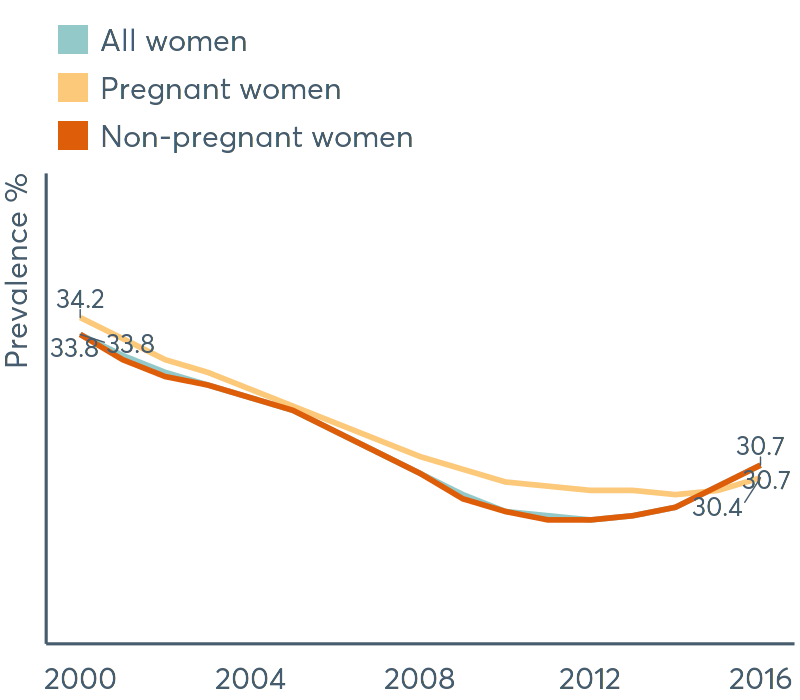 All women
Pregnant women
Non-pregnant women
Prevalence %
34.2
33.8
33.8
30.7
30.7
30.4
2000 2004 2008 2012 2016